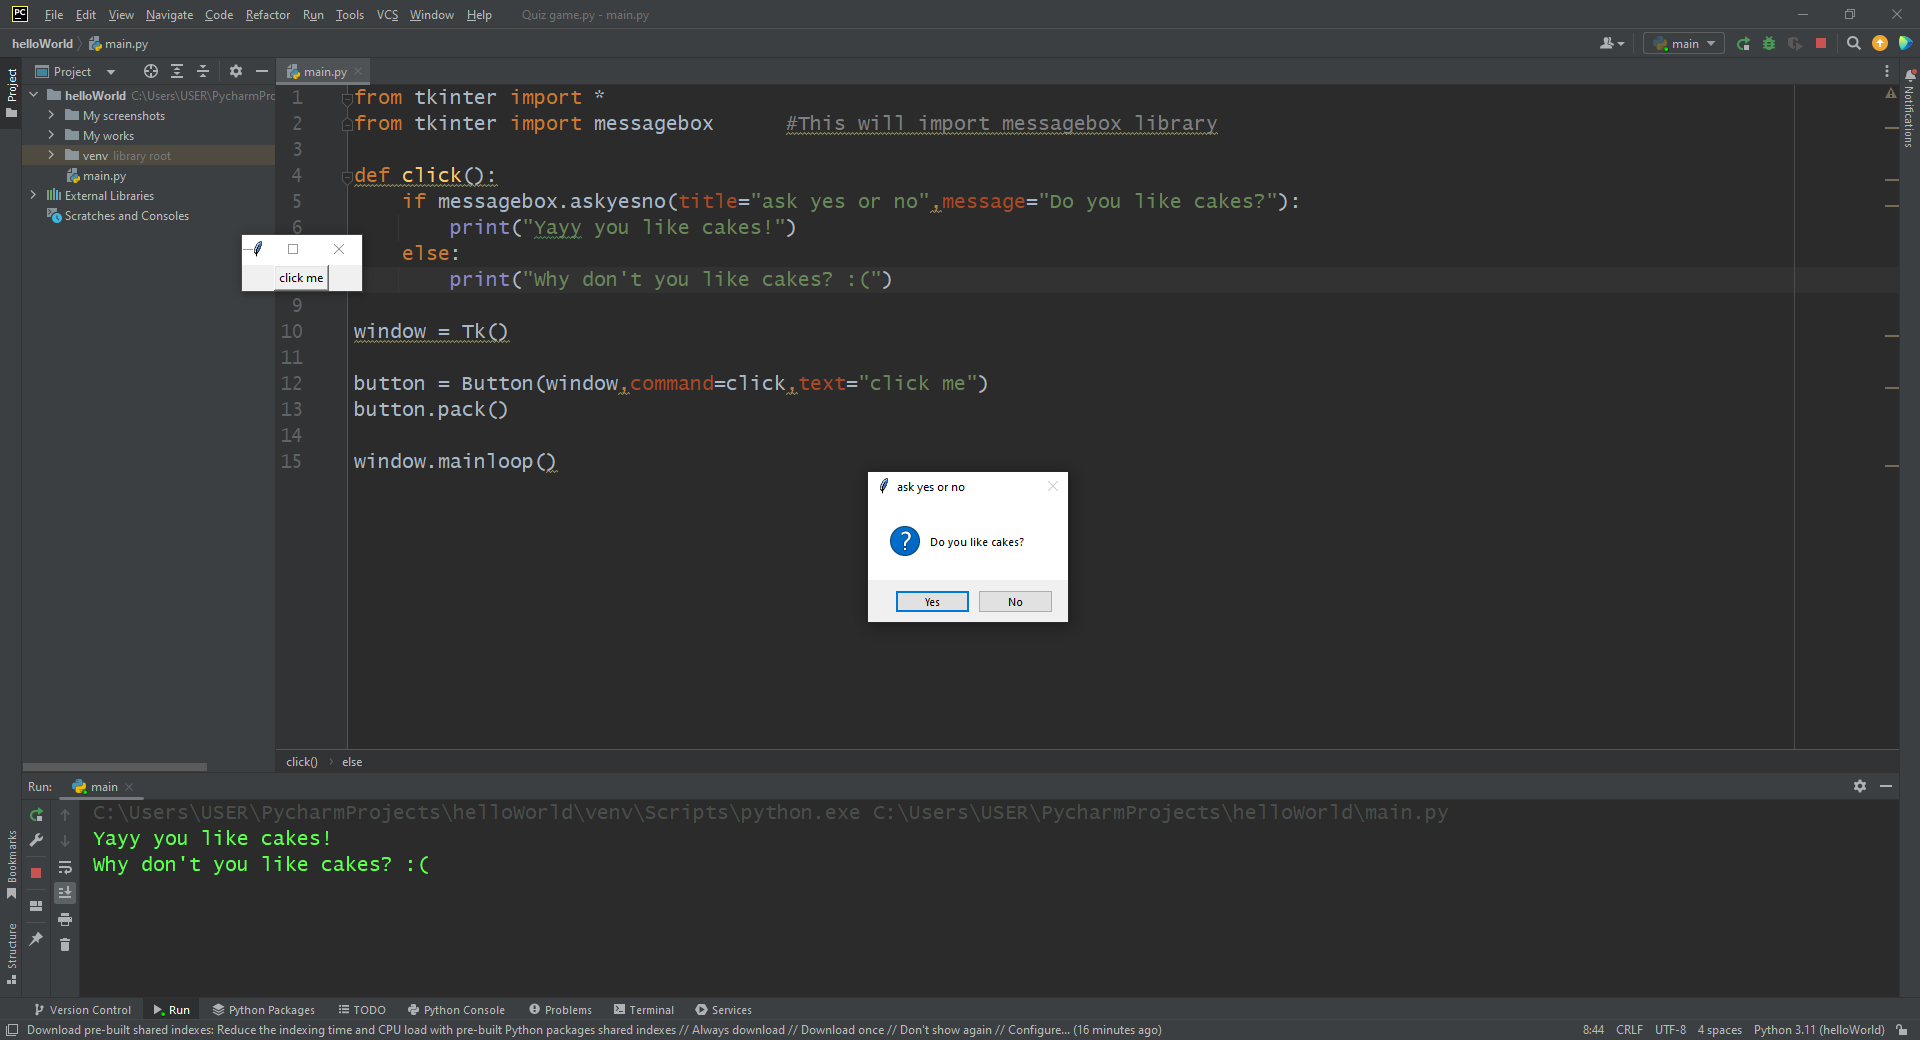 PC File Edit View Navigate Code Refactor Run Tools VCS Window Help Quiz game.py - main.py
helloWorld main.py main
Project main.py
helloWorld C:\Users\USER\PycharmPro
My screenshots
My works
venv library root
main.py
External Libraries
Scratches and Consoles
Project
Notifications
1 from tkinter import *
2 from tkinter import messagebox #This will import messagebox library
3
4 def click():
5 if messagebox.askyesno(title="ask yes or no",message="Do you like cakes?"):
6 print("Yayy you like cakes!")
else:
print("Why don't you like cakes? :(")
9
10 window = Tk()
11
12 button = Button(window,command=click,text="click me")
13 button.pack()
14
15 window.mainloop()
click me
ask yes or no
? Do you like cakes?
Yes No
click() else
Run: main
C:\Users\USER\PycharmProjects\helloWorld\venv\Scripts\python.exe C:\Users\USER\PycharmProjects\helloWorld\main.py
Yayy you like cakes!
Why don't you like cakes? :(
Bookmarks
Structure
Version Control Run Python Packages TODO Python Console Problems Terminal Services
Download pre-built shared indexes: Reduce the indexing time and CPU load with pre-built Python packages shared indexes // Always download // Download once // Don't show again // Configure... (16 minutes ago) 8:44 CRLF UTF-8 4 spaces Python 3.11 (helloWorld)